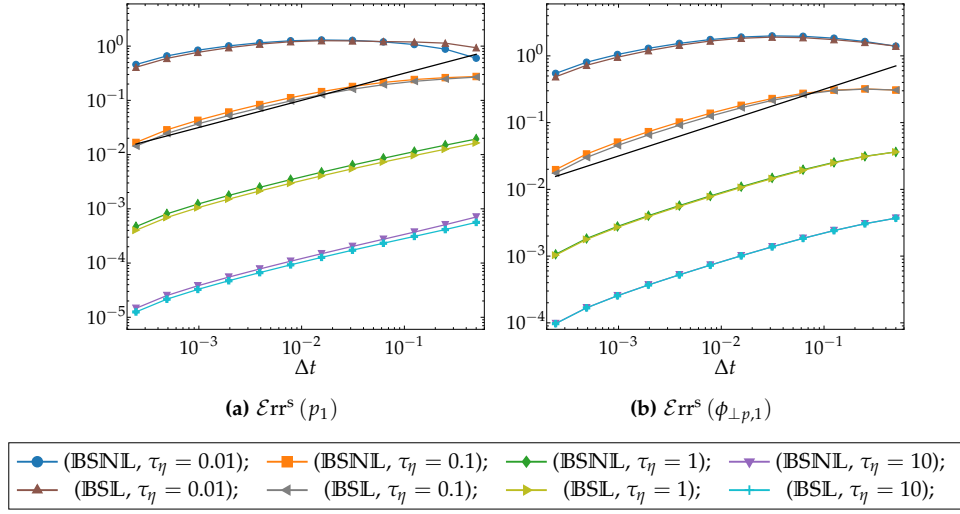 10^0
10^{-1}
10^{-2}
10^{-3}
10^{-4}
10^{-5}
10^{-3} 10^{-2} 10^{-1}
Δt
(a) ℰrr^s (p_1)
10^1
10^0
10^{-1}
10^{-2}
10^{-3}
10^{-4}
10^{-3} 10^{-2} 10^{-1}
Δt
(b) ℰrr^s (ϕ_{⊥p,1})
(𝔹𝕊ℕ𝕃, τ_η = 0.01); (𝔹𝕊ℕ𝕃, τ_η = 0.1); (𝔹𝕊ℕ𝕃, τ_η = 1); (𝔹𝕊ℕ𝕃, τ_η = 10);
(𝔹𝕊𝕃, τ_η = 0.01); (𝔹𝕊𝕃, τ_η = 0.1); (𝔹𝕊𝕃, τ_η = 1); (𝔹𝕊𝕃, τ_η = 10);